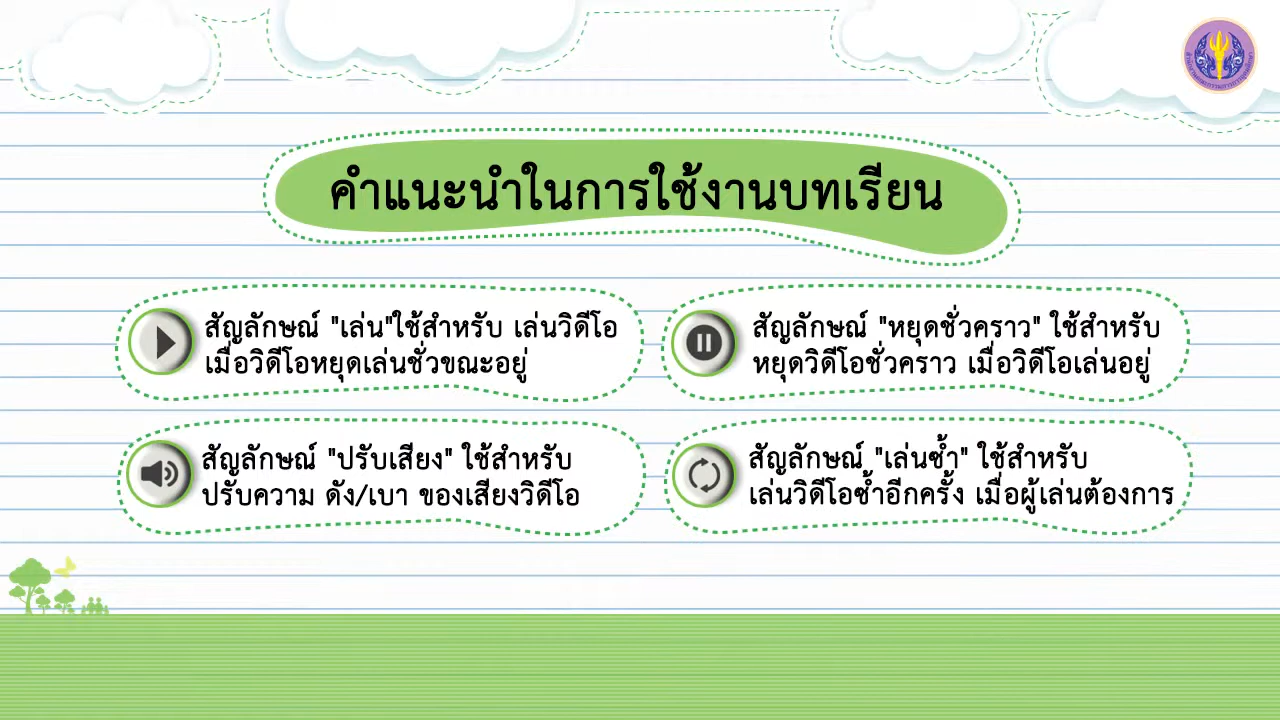 คำแนะนำในการใช้งานบทเรียน
สัญลักษณ์ "เล่น"ใช้สำหรับ เล่นวิดีโอ
เมื่อวิดีโอหยุดเล่นชั่วขณะอยู่
สัญลักษณ์ "หยุดชั่วคราว" ใช้สำหรับ
หยุดวิดีโอชั่วคราว เมื่อวิดีโอเล่นอยู่
สัญลักษณ์ "ปรับเสียง" ใช้สำหรับ
ปรับความ ดัง/เบา ของเสียงวิดีโอ
สัญลักษณ์ "เล่นซ้ำ" ใช้สำหรับ
เล่นวิดีโอซ้ำอีกครั้ง เมื่อผู้เล่นต้องการ